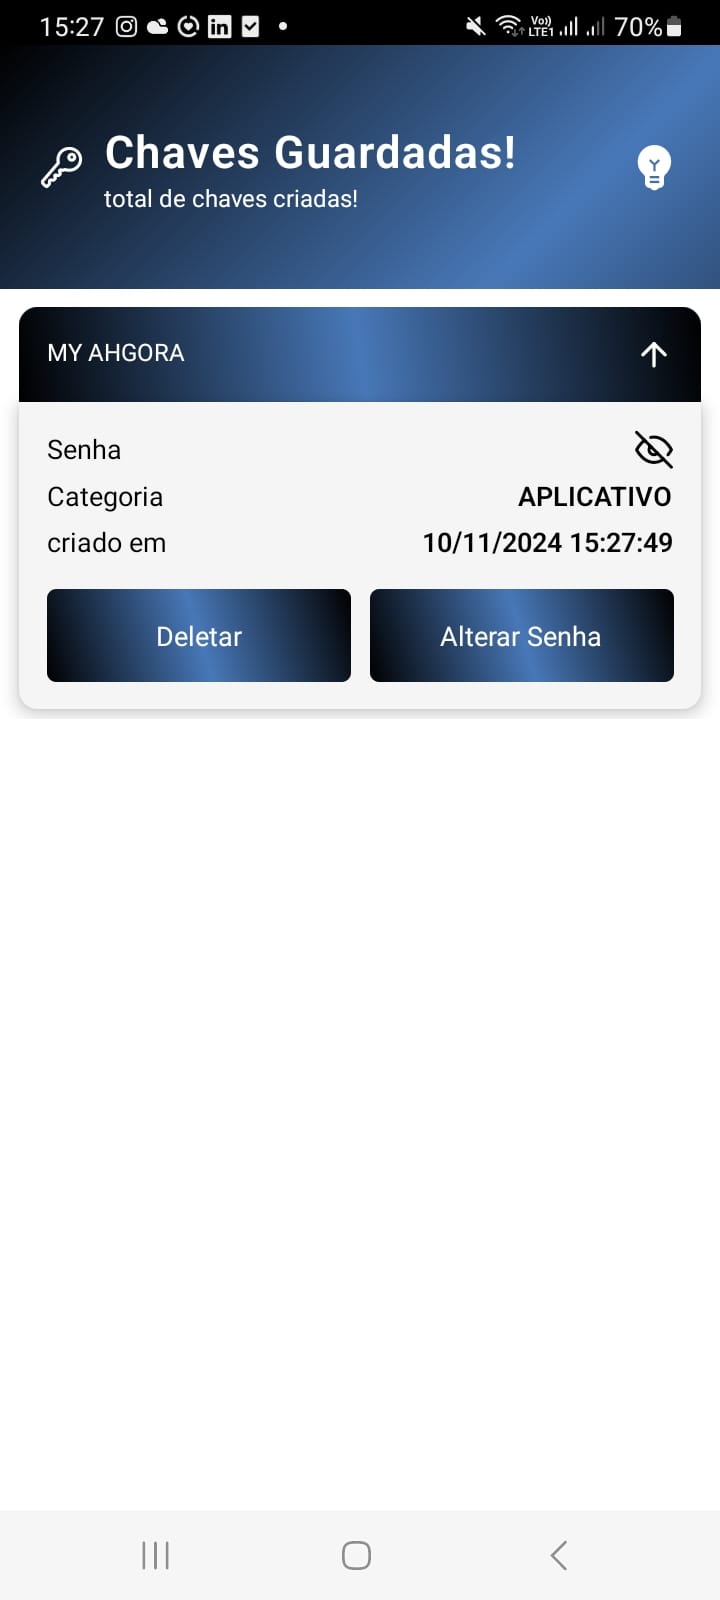 15:27 Vo)) LTE1 70%
Chaves Guardadas!
total de chaves criadas!
MY AHGORA
Senha
Categoria APLICATIVO
criado em 10/11/2024 15:27:49
Deletar Alterar Senha